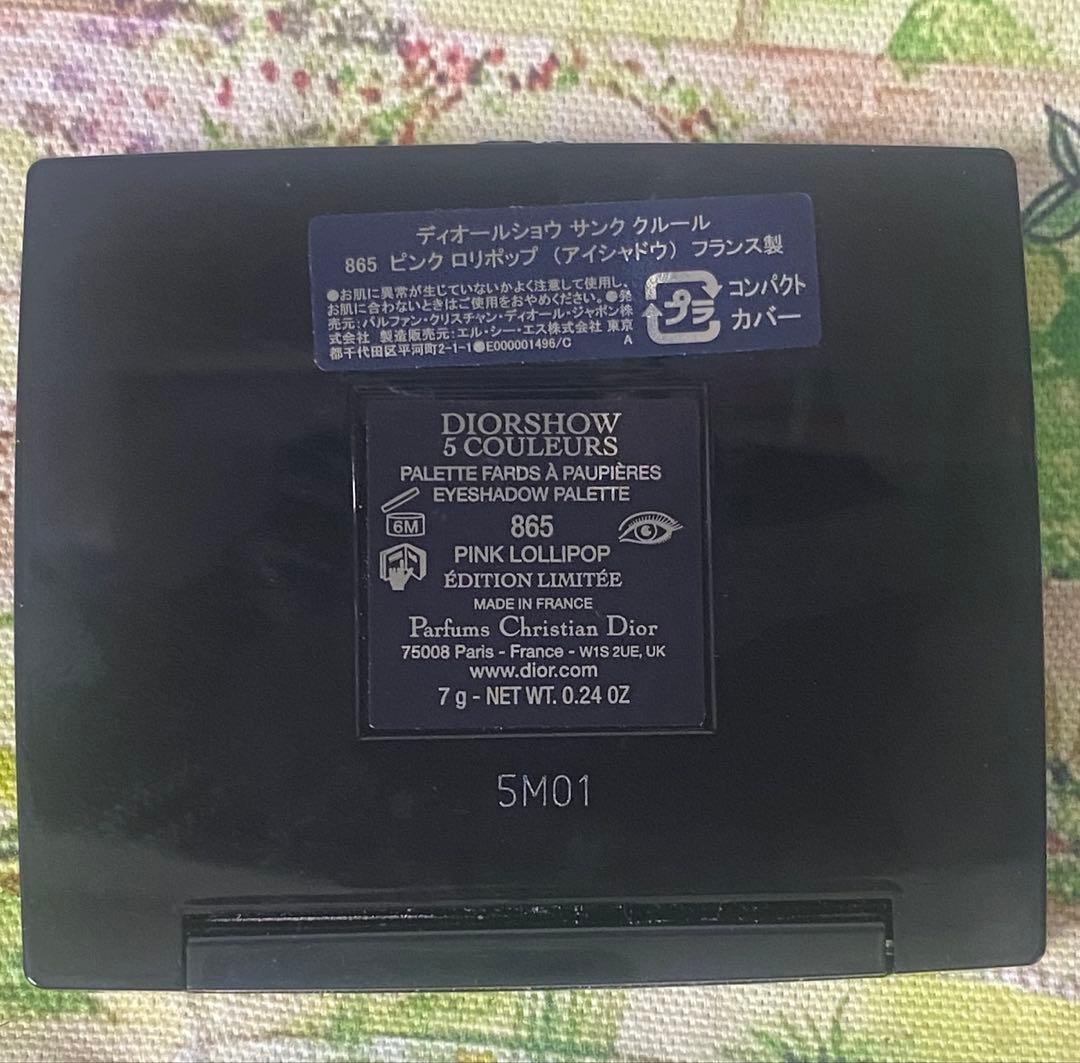 ディオールショウ サンク クルール
865 ピンク ロリポップ (アイシャドウ) フランス製
●お肌に異常が生じていないかよく注意して使用し、
お肌に合わないときはご使用をおやめください。●発
売元:パルファン・クリスチャン・ディオール・ジャポン株
式会社 製造販売元:エル・シー・エス株式会社 東京
都千代田区平河町2-1-1●E000001496/C A
プラ
コンパクト
カバー
DIORSHOW
5 COULEURS
PALETTE FARDS À PAUPIÈRES
EYESHADOW PALETTE
6M
865
PINK LOLLIPOP
ÉDITION LIMITÉE
MADE IN FRANCE
Parfums Christian Dior
75008 Paris - France - W1S 2UE, UK
www.dior.com
7 g - NET WT. 0.24 OZ
5M01